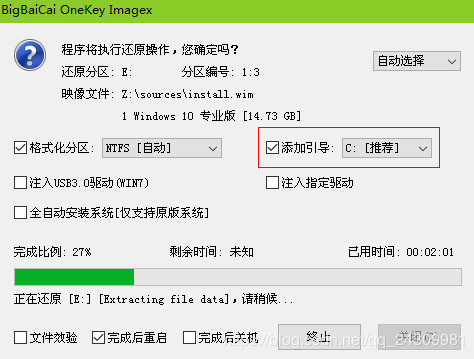 BigBaiCai OneKey Imagex
程序将执行还原操作，您确定吗？
还原分区: E: 分区编号: 1:3 自动选择
映像文件: Z:\sources\install.wim
1 Windows 10 专业版 [14.73 GB]
格式化分区: NTFS [自动] 添加引导: C: [推荐]
注入USB3.0驱动(WIN7) 注入指定驱动
全自动安装系统[仅支持原版系统]
完成比例: 27% 剩余时间: 未知 已用时间: 00:02:01
正在还原 [E:] [Extracting file data]，请稍候...
文件效验 完成后重启 完成后关机 终止 关闭(C)